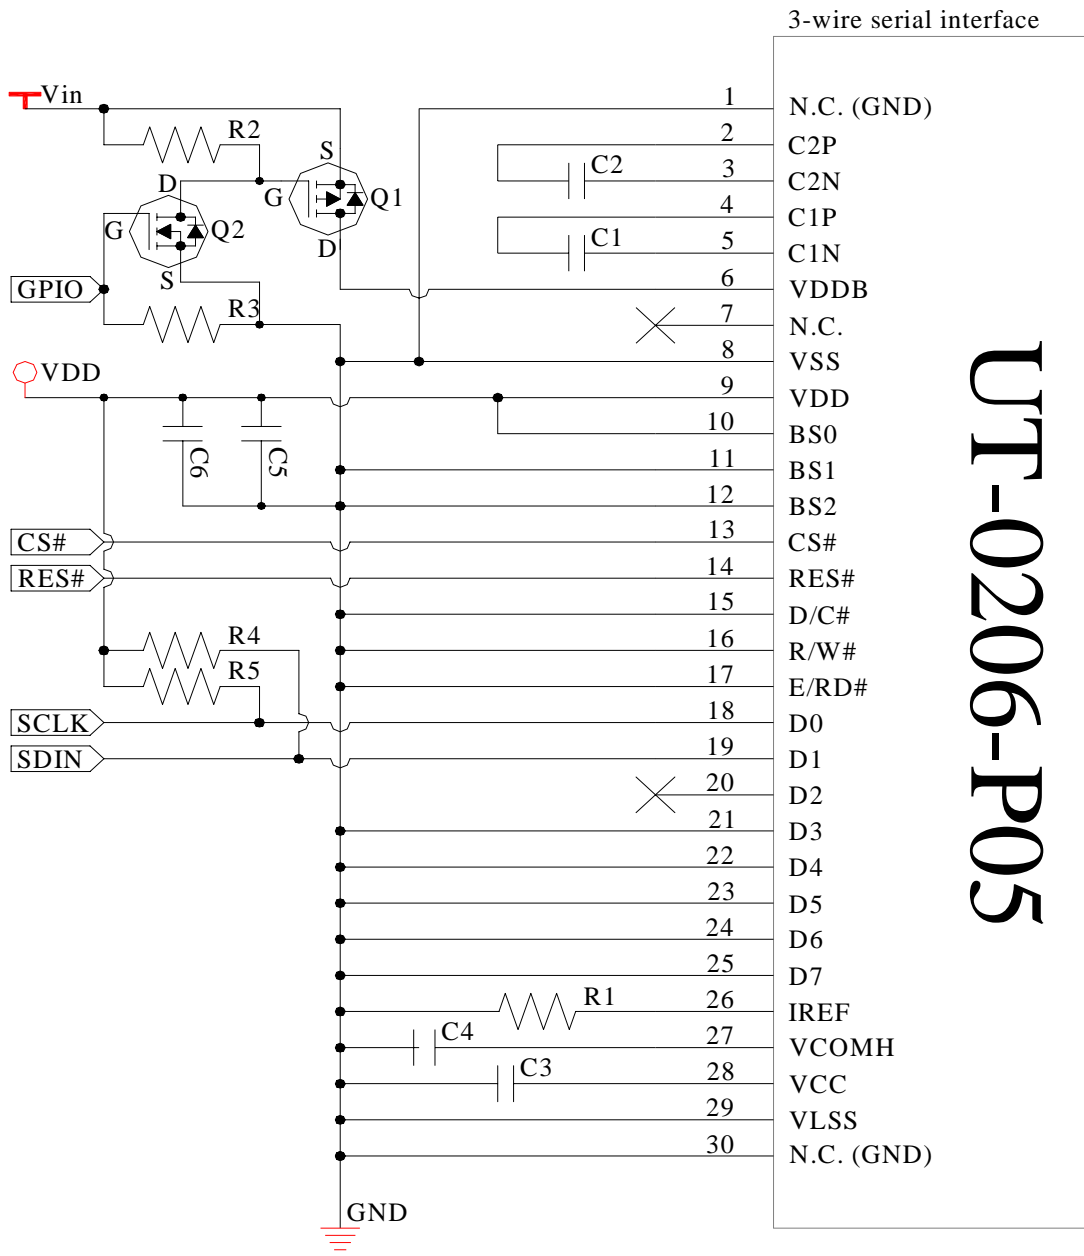 3-wire serial interface
Vin
R2
S
D
G
Q1
G
Q2
D
S
GPIO
R3
VDD
C6
C5
CS#
RES#
R4
R5
SCLK
SDIN
C2
C1
R1
C4
C3
GND
1 N.C. (GND)
2 C2P
3 C2N
4 C1P
5 C1N
6 VDDB
7 N.C.
8 VSS
9 VDD
10 BS0
11 BS1
12 BS2
13 CS#
14 RES#
15 D/C#
16 R/W#
17 E/RD#
18 D0
19 D1
20 D2
21 D3
22 D4
23 D5
24 D6
25 D7
26 IREF
27 VCOMH
28 VCC
29 VLSS
30 N.C. (GND)
UT-0206-P05